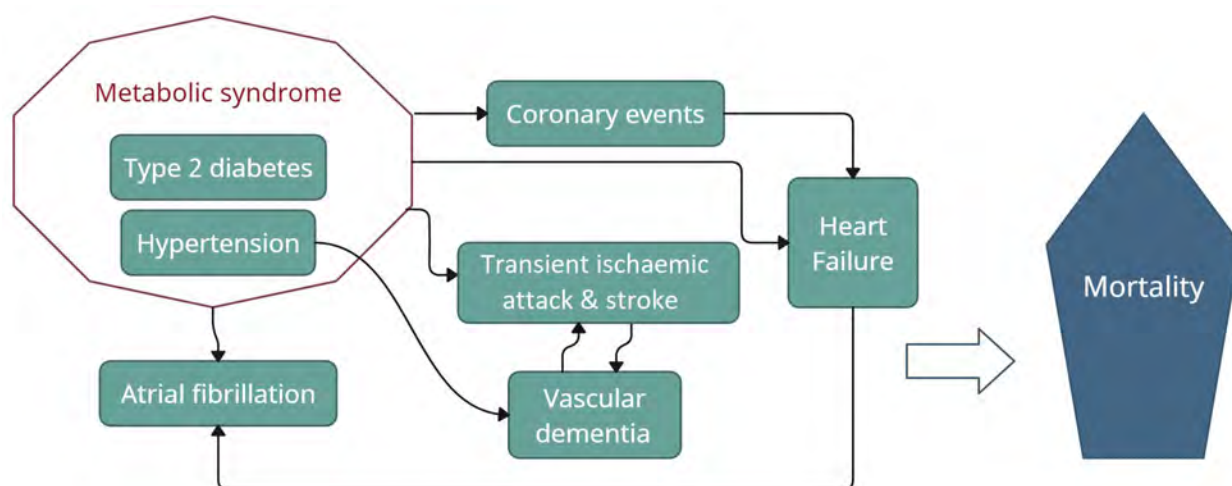 Metabolic syndrome
Type 2 diabetes
Hypertension
Atrial fibrillation
Coronary events
Transient ischaemic
attack & stroke
Vascular
dementia
Heart
Failure
Mortality